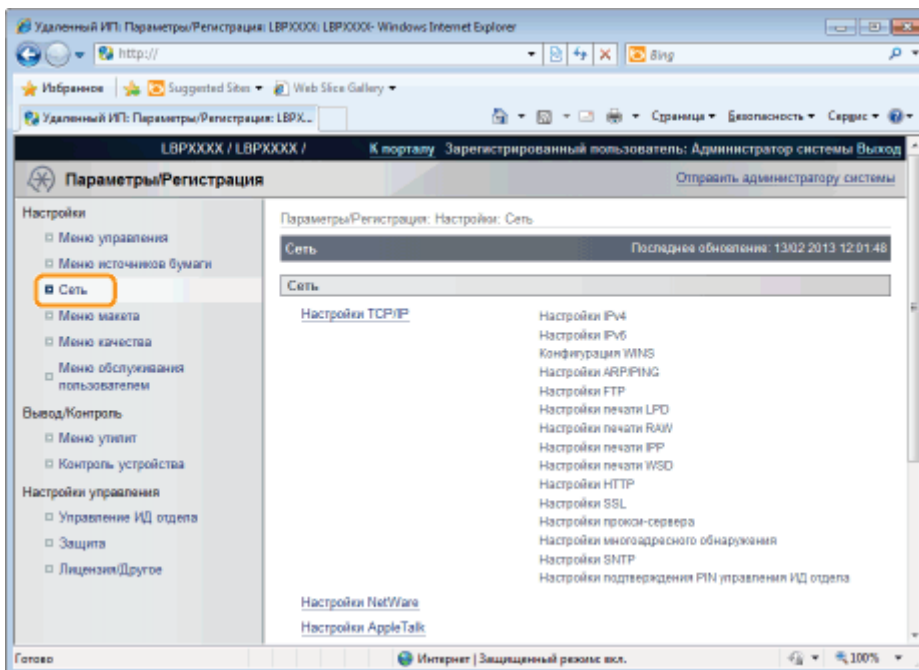 Удаленный ИП: Параметры/Регистрация: LBPXXXX: LBPXXXX- Windows Internet Explorer
http://
Bing
Избранное Suggested Sites Web Slice Gallery
Удаленный ИП: Параметры/Регистрация: LBPX...
Страница Безопасность Сервис
LBPXXXX / LBPXXXX / К порталу Зарегистрированный пользователь: Администратор системы Выход
Параметры/Регистрация Отправить администратору системы
Настройки
Меню управления
Меню источников бумаги
Сеть
Меню макета
Меню качества
Меню обслуживания
пользователем
Вывод/Контроль
Меню утилит
Контроль устройства
Настройки управления
Управление ИД отдела
Защита
Лицензия/Другое
Параметры/Регистрация: Настройки: Сеть
Сеть Последнее обновление: 13/02 2013 12:01:48
Сеть
Настройки TCP/IP
Настройки IPv4
Настройки IPv6
Конфигурация WINS
Настройки ARP/PING
Настройки FTP
Настройки печати LPD
Настройки печати RAW
Настройки печати IPP
Настройки печати WSD
Настройки HTTP
Настройки SSL
Настройки прокси-сервера
Настройки многоадресного обнаружения
Настройки SNTP
Настройки подтверждения PIN управления ИД отдела
Настройки NetWare
Настройки AppleTalk
Готово Интернет | Защищенный режим: вкл. 100%